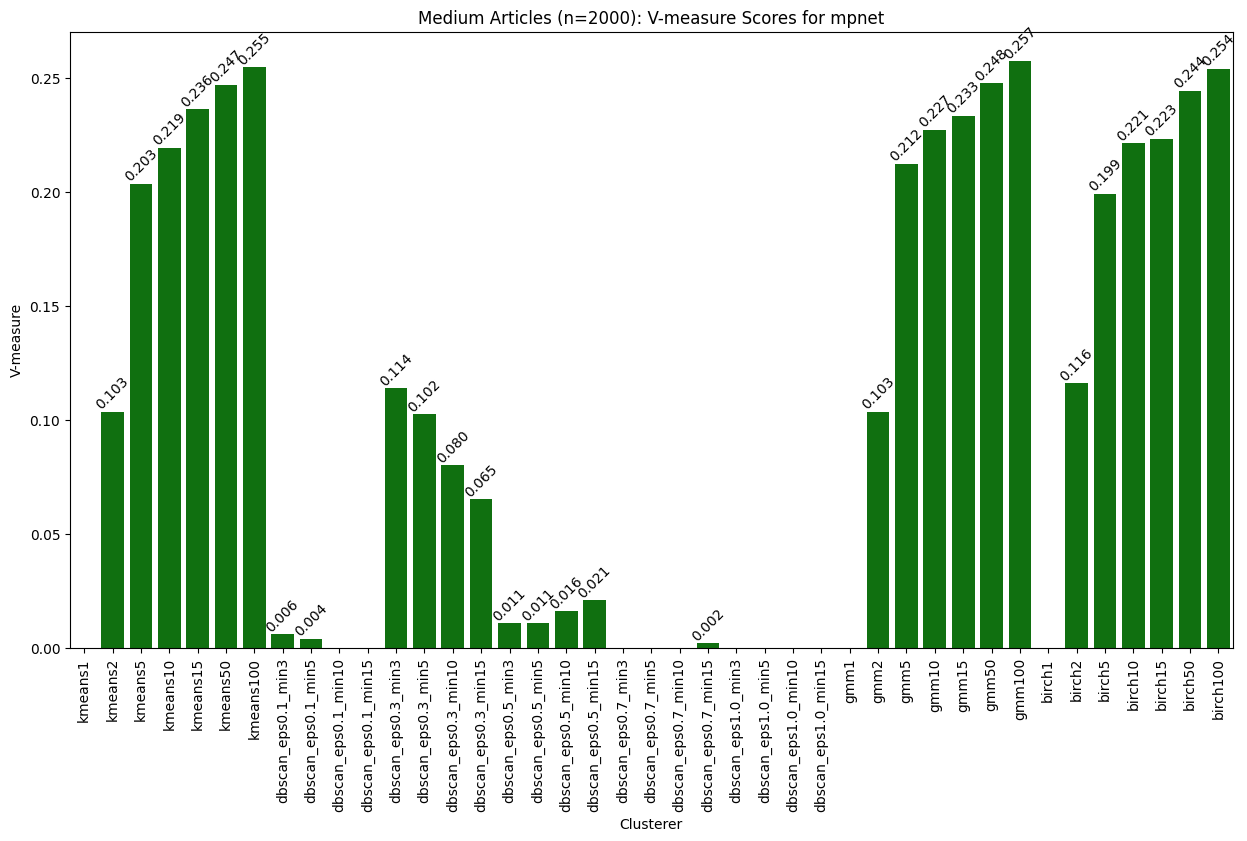 Medium Articles (n=2000): V-measure Scores for mpnet
V-measure
0.25
0.20
0.15
0.10
0.05
0.00
0.103
0.203
0.219
0.236
0.247
0.255
0.006
0.004
0.114
0.102
0.080
0.065
0.011
0.011
0.016
0.021
0.002
0.103
0.212
0.227
0.233
0.248
0.257
0.116
0.199
0.221
0.223
0.244
0.254
kmeans1
kmeans2
kmeans5
kmeans10
kmeans15
kmeans50
kmeans100
dbscan_eps0.1_min3
dbscan_eps0.1_min5
dbscan_eps0.1_min10
dbscan_eps0.1_min15
dbscan_eps0.3_min3
dbscan_eps0.3_min5
dbscan_eps0.3_min10
dbscan_eps0.3_min15
dbscan_eps0.5_min3
dbscan_eps0.5_min5
dbscan_eps0.5_min10
dbscan_eps0.5_min15
dbscan_eps0.7_min3
dbscan_eps0.7_min5
dbscan_eps0.7_min10
dbscan_eps0.7_min15
dbscan_eps1.0_min3
dbscan_eps1.0_min5
dbscan_eps1.0_min10
dbscan_eps1.0_min15
gmm1
gmm2
gmm5
gmm10
gmm15
gmm50
gmm100
birch1
birch2
birch5
birch10
birch15
birch50
birch100
Clusterer